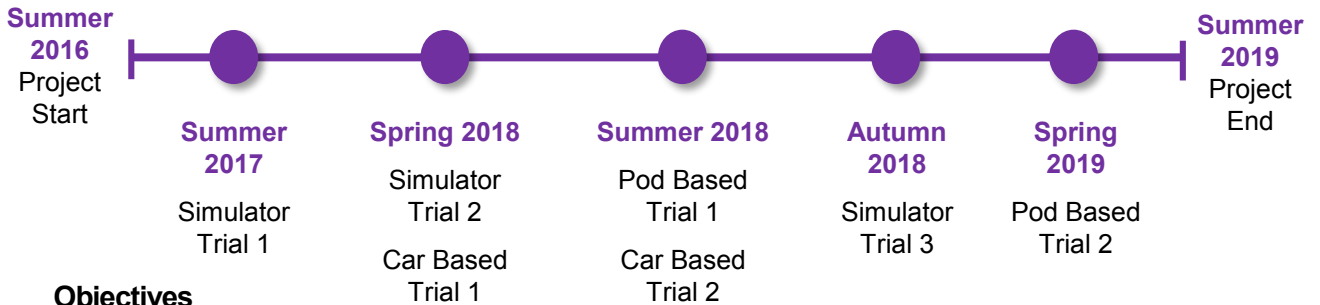 Summer
2016
Project
Start
Summer
2017
Simulator
Trial 1
Spring 2018
Simulator
Trial 2
Car Based
Trial 1
Summer 2018
Pod Based
Trial 1
Car Based
Trial 2
Autumn
2018
Simulator
Trial 3
Spring
2019
Pod Based
Trial 2
Summer
2019
Project
End
Objectives